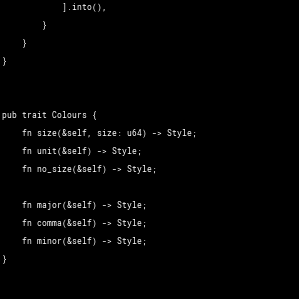 ].into(),
}
}
}
pub trait Colours {
fn size(&self, size: u64) -> Style;
fn unit(&self) -> Style;
fn no_size(&self) -> Style;
fn major(&self) -> Style;
fn comma(&self) -> Style;
fn minor(&self) -> Style;
}